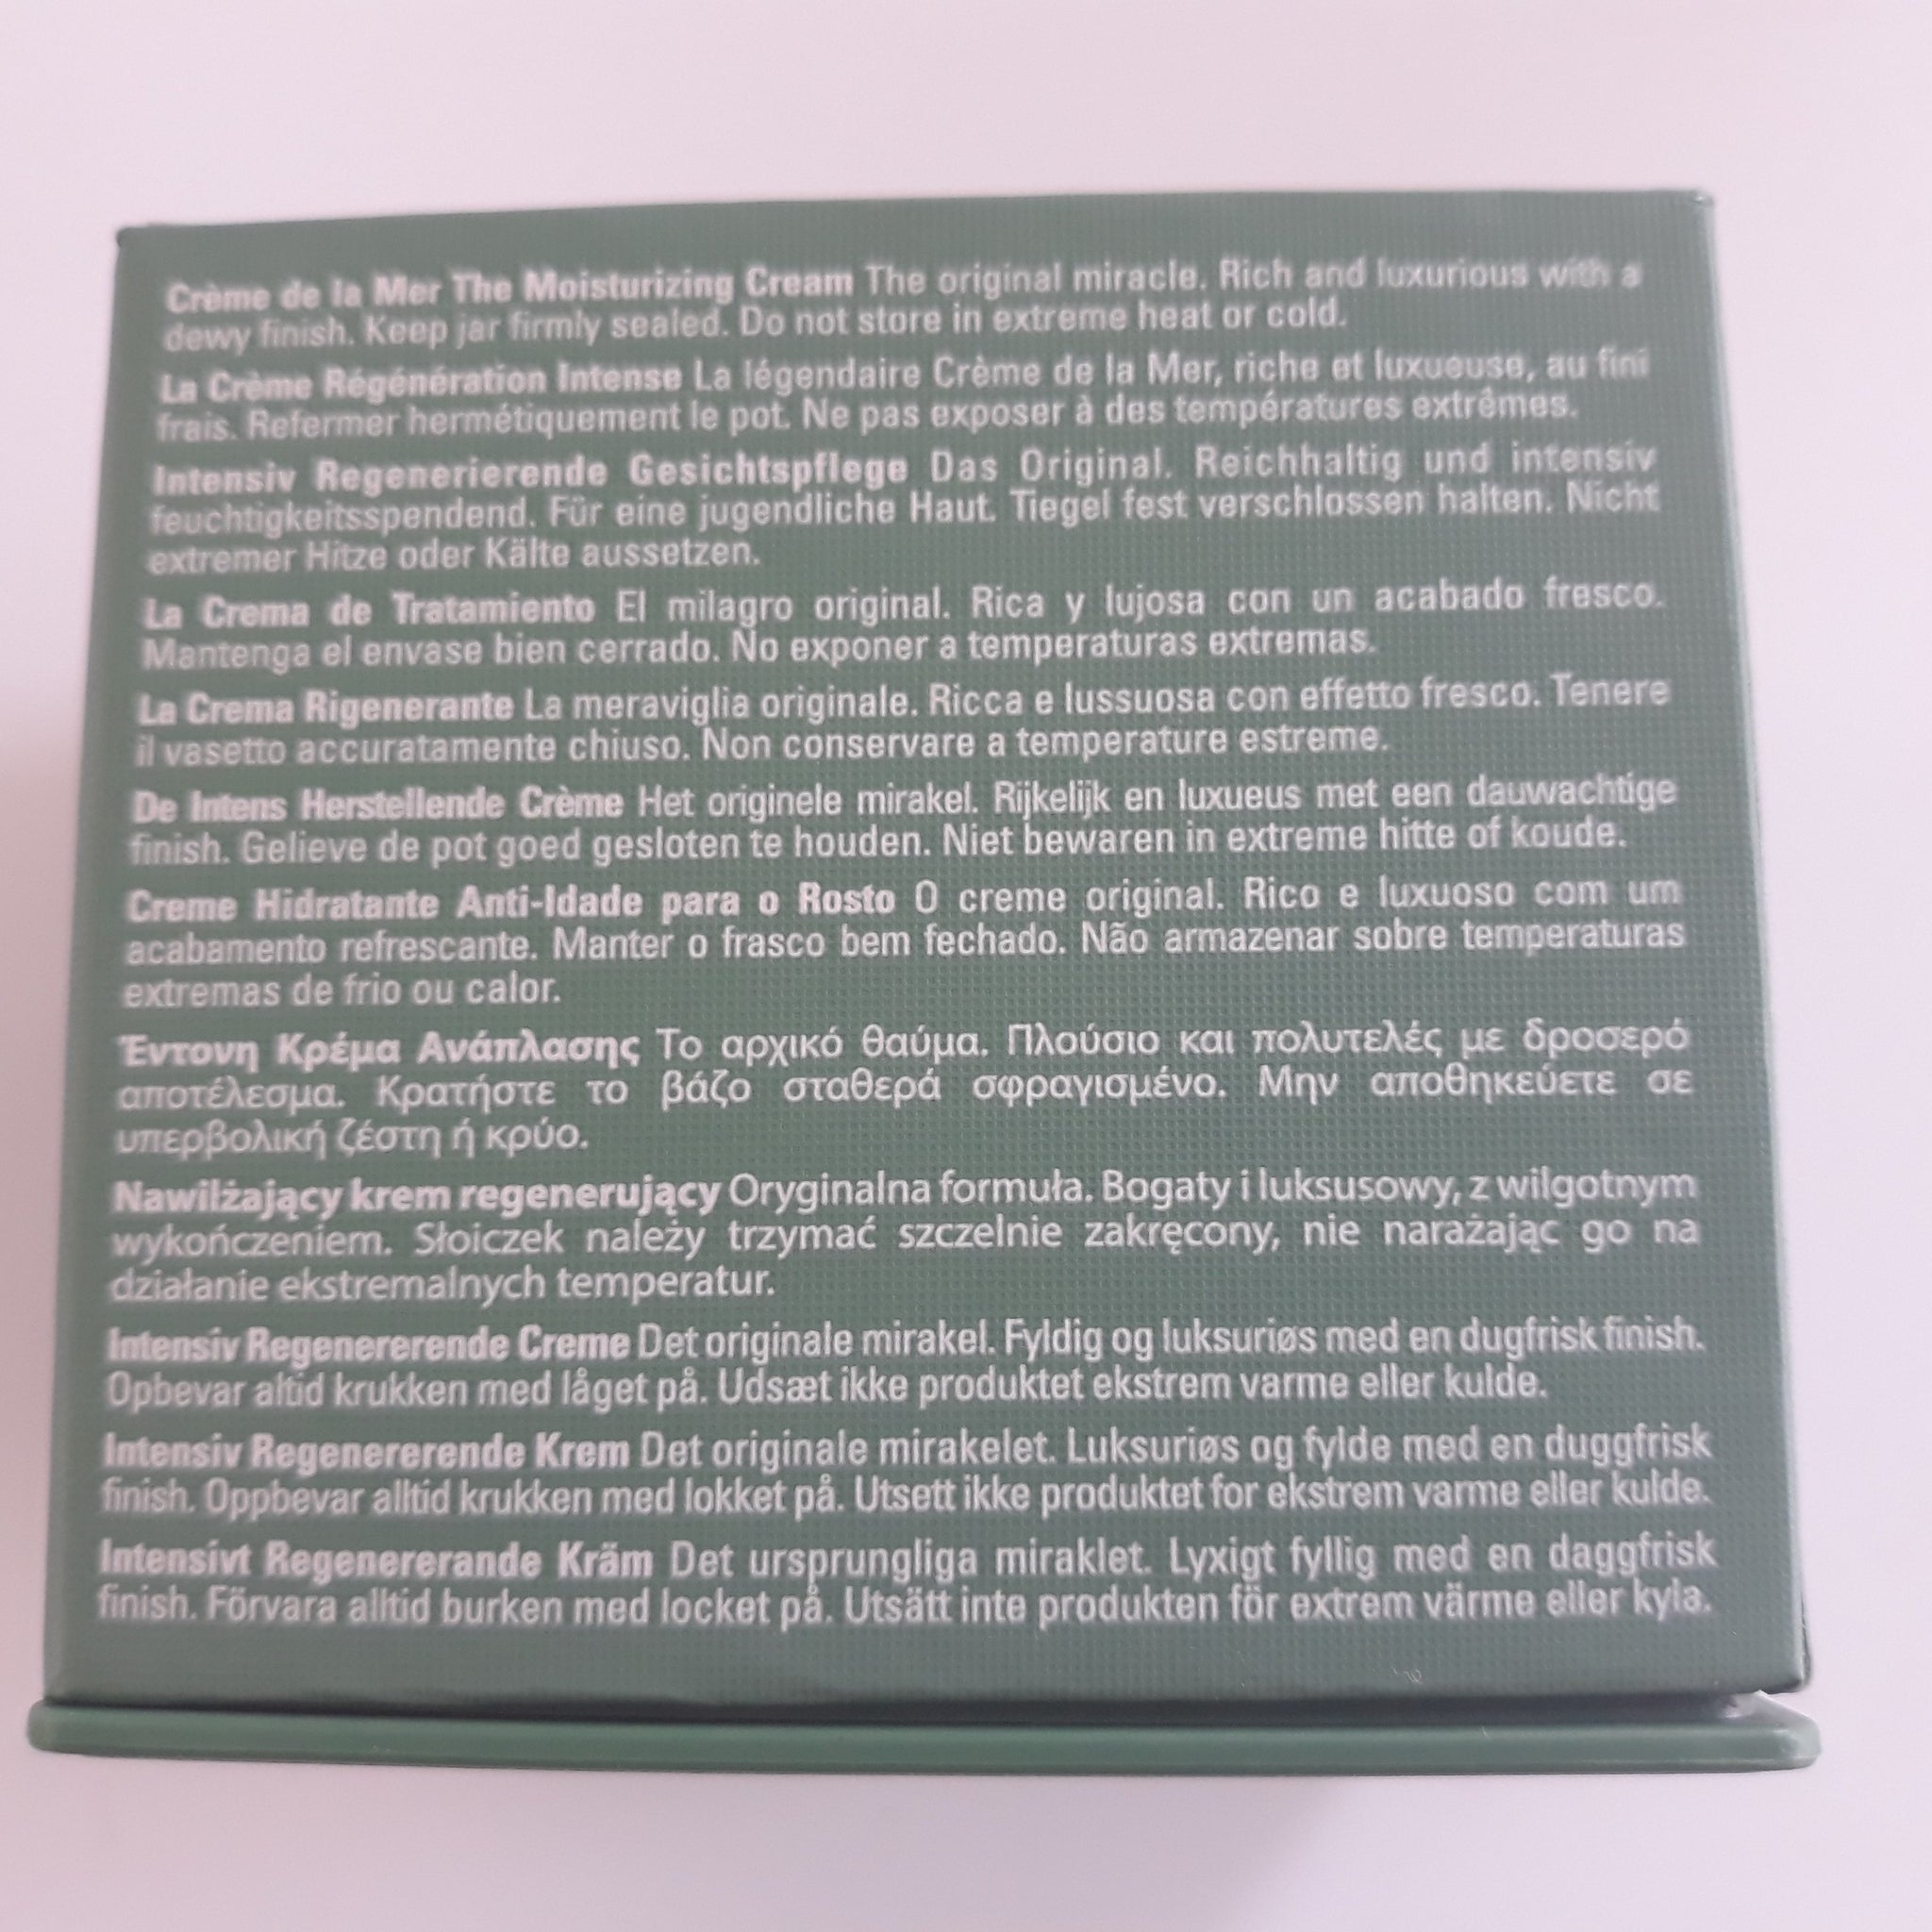 Crème de la Mer The Moisturizing Cream The original miracle. Rich and luxurious with a
dewy finish. Keep jar firmly sealed. Do not store in extreme heat or cold.
La Crème Régénération Intense La légendaire Crème de la Mer, riche et luxueuse, au fini
frais. Refermer hermétiquement le pot. Ne pas exposer à des températures extrêmes.
Intensiv Regenerierende Gesichtspflege Das Original. Reichhaltig und intensiv
feuchtigkeitsspendend. Für eine jugendliche Haut. Tiegel fest verschlossen halten. Nicht
extremer Hitze oder Kälte aussetzen.
La Crema de Tratamiento El milagro original. Rica y lujosa con un acabado fresco.
Mantenga el envase bien cerrado. No exponer a temperaturas extremas.
La Crema Rigenerante La meraviglia originale. Ricca e lussuosa con effetto fresco. Tenere
il vasetto accuratamente chiuso. Non conservare a temperature estreme.
De Intens Herstellende Crème Het originele mirakel. Rijkelijk en luxueus met een dauwachtige
finish. Gelieve de pot goed gesloten te houden. Niet bewaren in extreme hitte of koude.
Creme Hidratante Anti-Idade para o Rosto O creme original. Rico e luxuoso com um
acabamento refrescante. Manter o frasco bem fechado. Não armazenar sobre temperaturas
extremas de frio ou calor.
Έντονη Κρέμα Ανάπλασης Το αρχικό θαύμα. Πλούσιο και πολυτελές με δροσερό
αποτέλεσμα. Κρατήστε το βάζο σταθερά σφραγισμένο. Μην αποθηκεύετε σε
υπερβολική ζέστη ή κρύο.
Nawilżający krem regenerujący Oryginalna formuła. Bogaty i luksusowy, z wilgotnym
wykończeniem. Słoiczek należy trzymać szczelnie zakręcony, nie narażając go na
działanie ekstremalnych temperatur.
Intensiv Regenererende Creme Det originale mirakel. Fyldig og luksuriøs med en dugfrisk finish.
Opbevar altid krukken med låget på. Udsæt ikke produktet ekstrem varme eller kulde.
Intensiv Regenererende Krem Det originale mirakelet. Luksuriøs og fylde med en duggfrisk
finish. Oppbevar alltid krukken med lokket på. Utsett ikke produktet for ekstrem varme eller kulde.
Intensivt Regenererande Kräm Det ursprungliga miraklet. Lyxigt fyllig med en daggfrisk
finish. Förvara alltid burken med locket på. Utsätt inte produkten för extrem värme eller kyla.